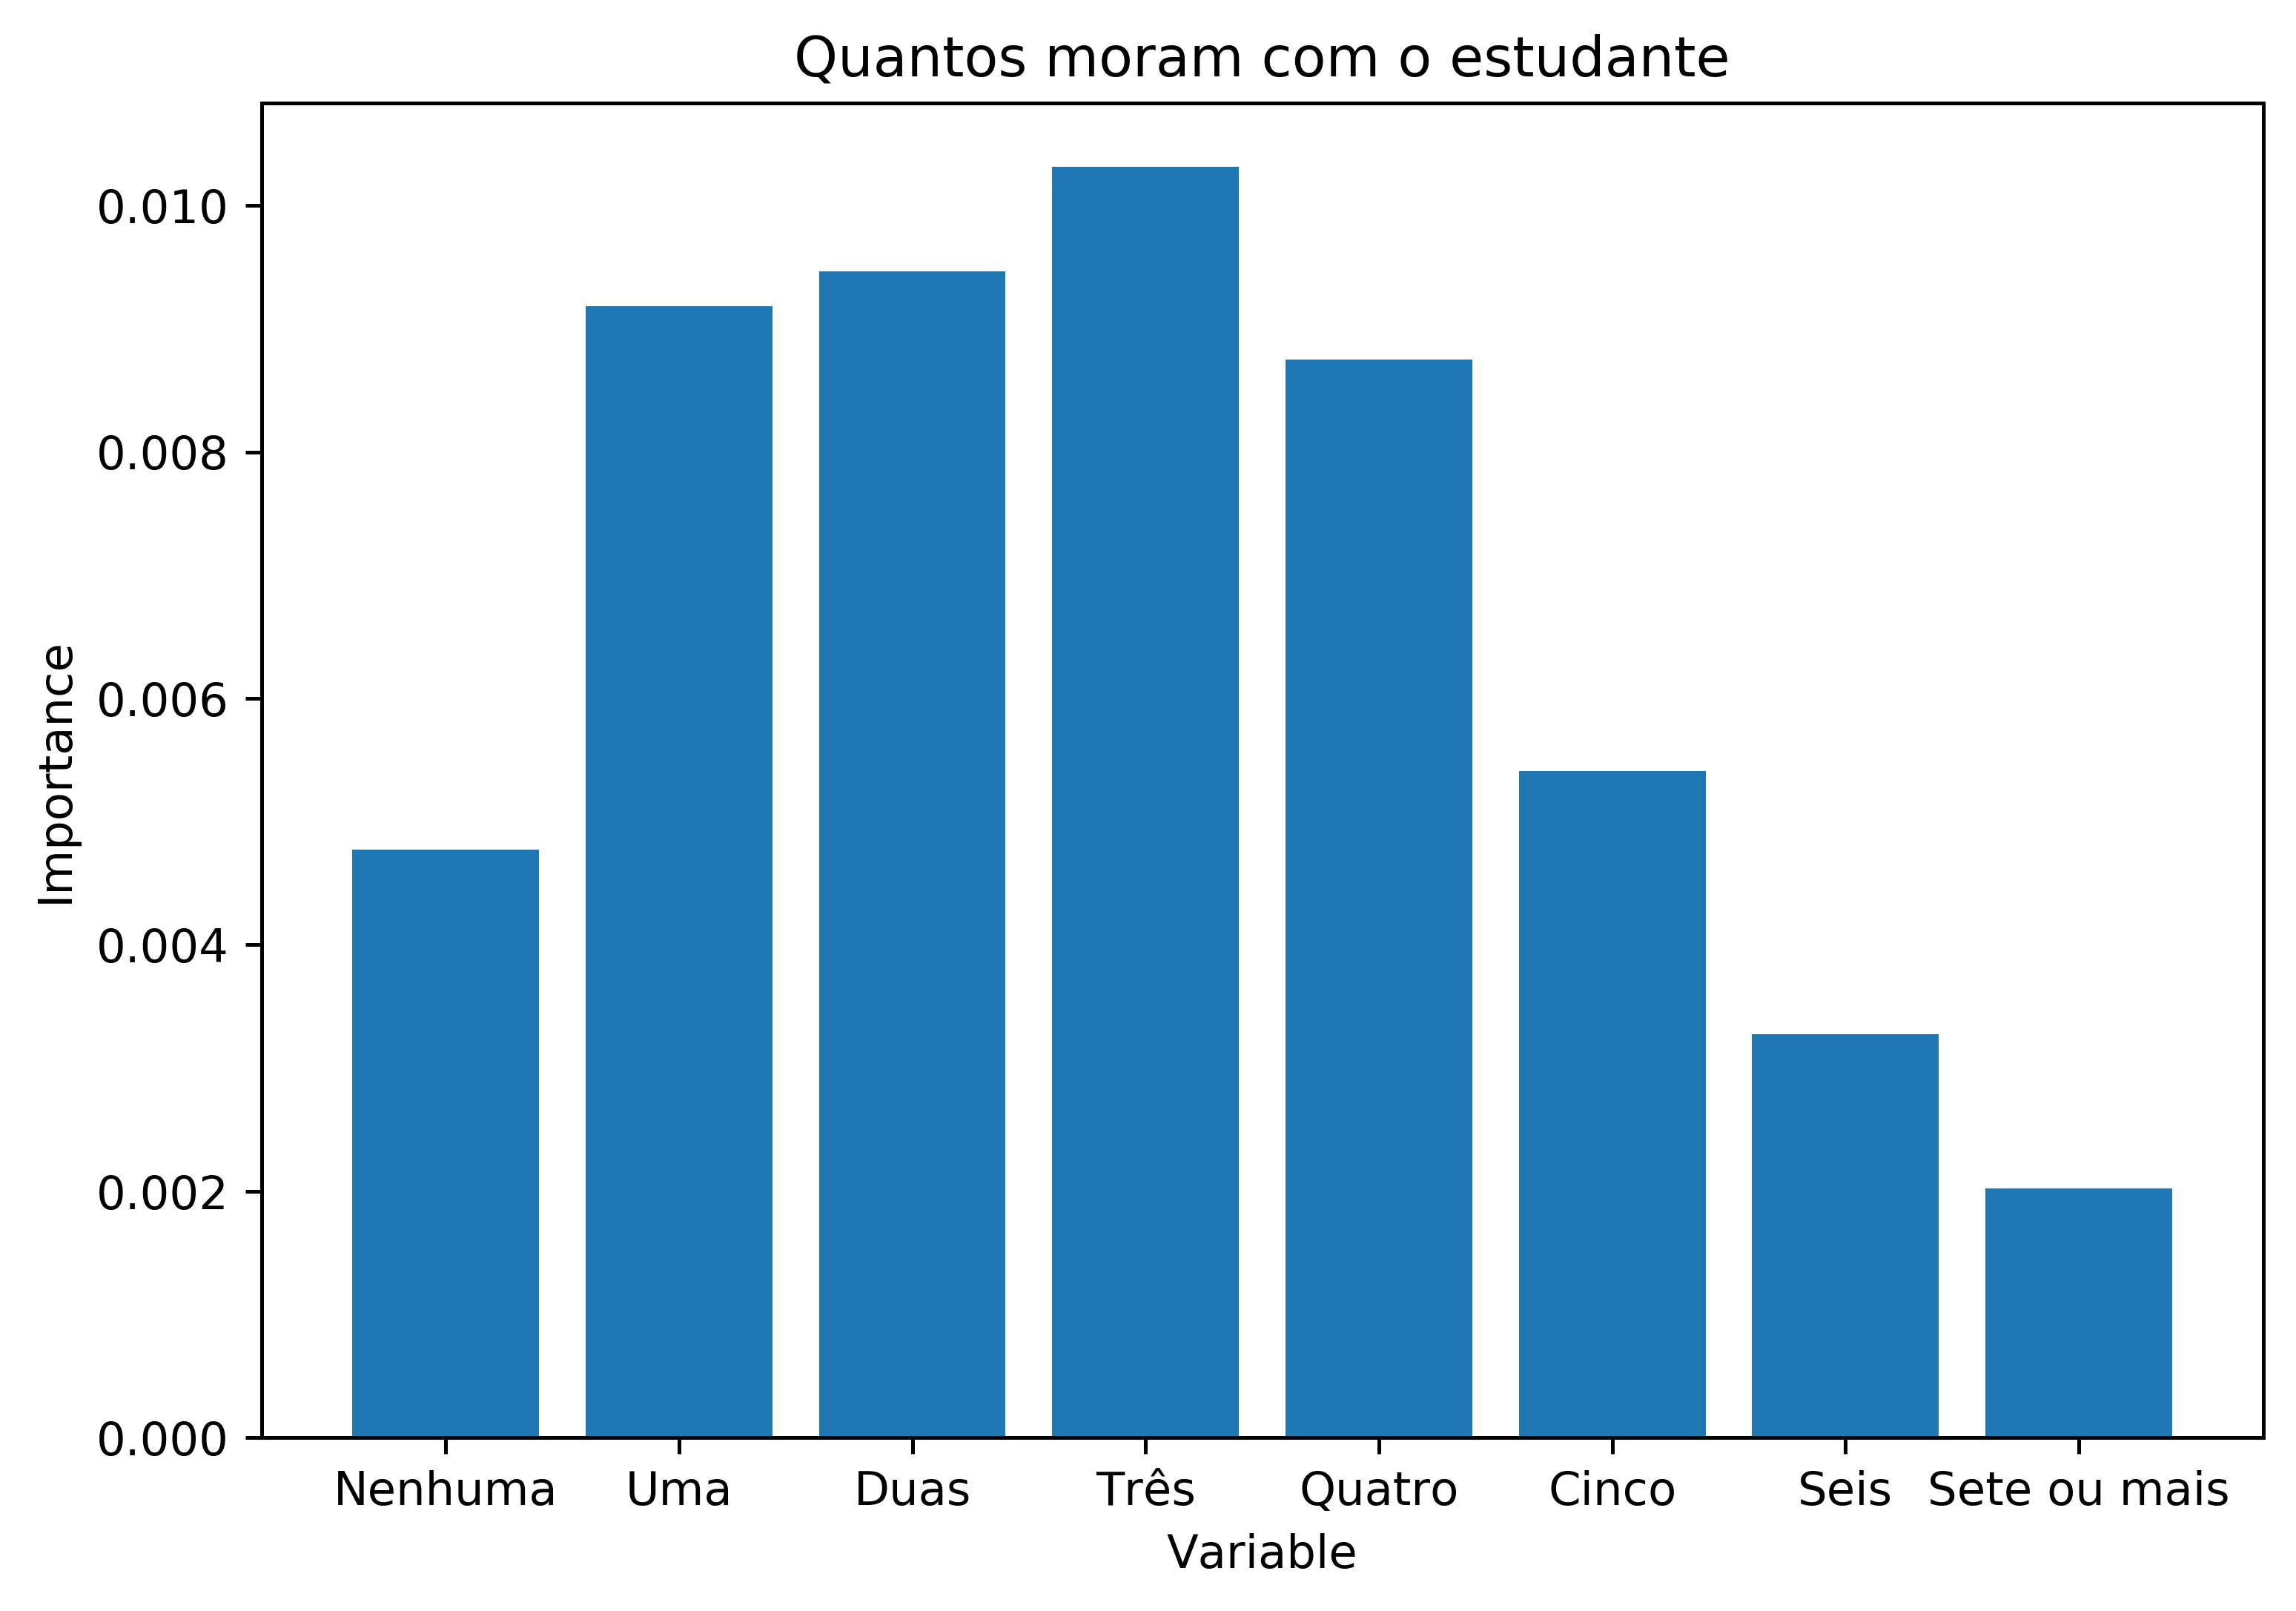 Quantos moram com o estudante
0.010
0.008
0.006
0.004
0.002
0.000
Importance
Nenhuma Uma Duas Três Quatro Cinco Seis Sete ou mais
Variable